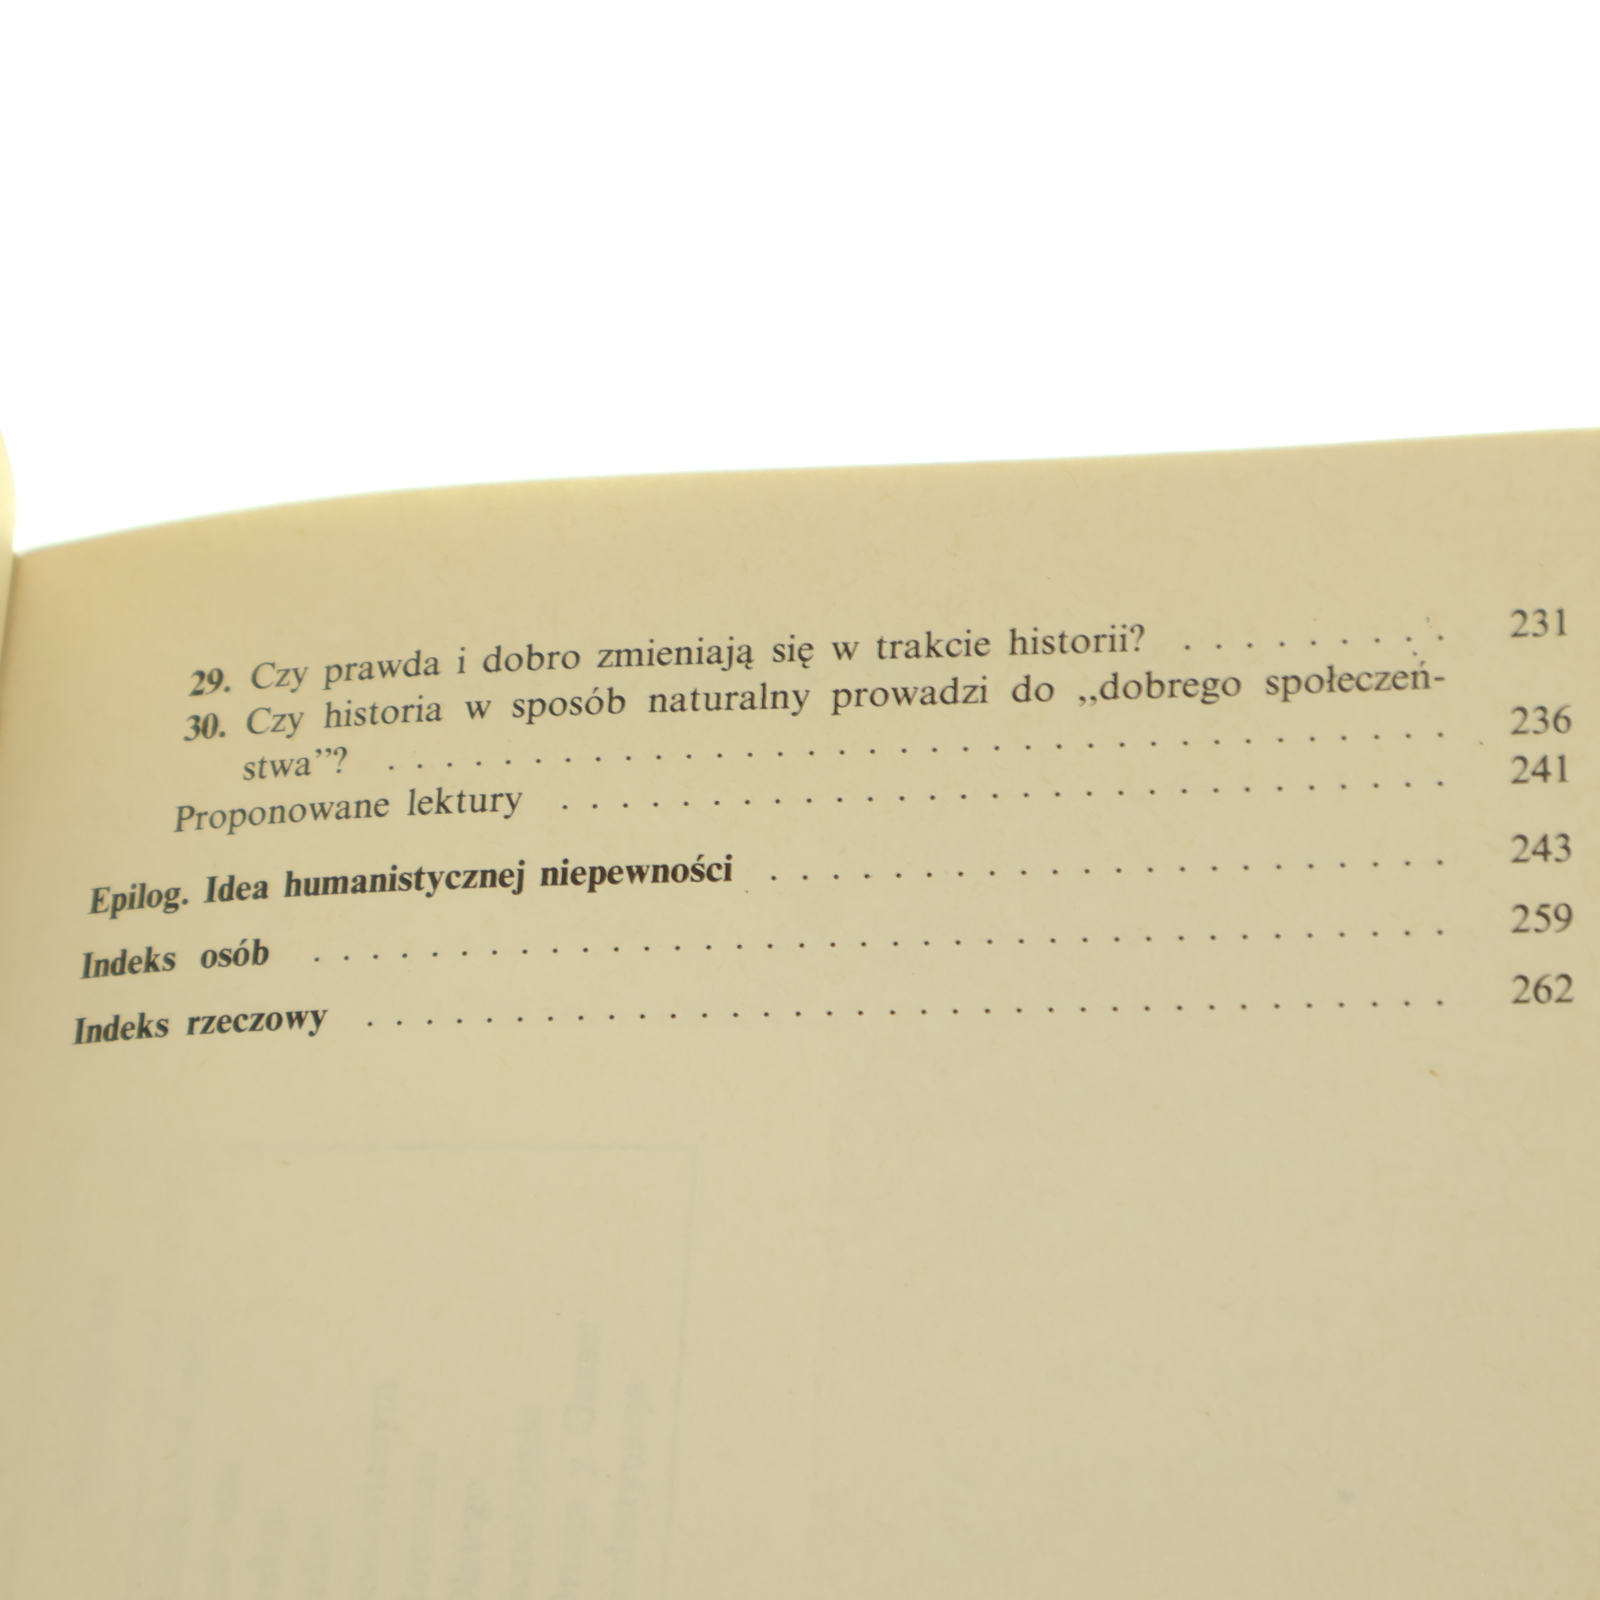 29. Czy prawda i dobro zmieniają się w trakcie historii? . . . . . . . . . 231
30. Czy historia w sposób naturalny prowadzi do „dobrego społeczeń-
stwa”? . . . . . . . . . . . . . . . . . . . . . . . . . . . . . . . . . . . . 236
Proponowane lektury . . . . . . . . . . . . . . . . . . . . . . . . . . . . . . 241
Epilog. Idea humanistycznej niepewności . . . . . . . . . . . . . . . . . . . . . . 243
Indeks osób . . . . . . . . . . . . . . . . . . . . . . . . . . . . . . . . . . . . . 259
Indeks rzeczowy . . . . . . . . . . . . . . . . . . . . . . . . . . . . . . . . . . . 262